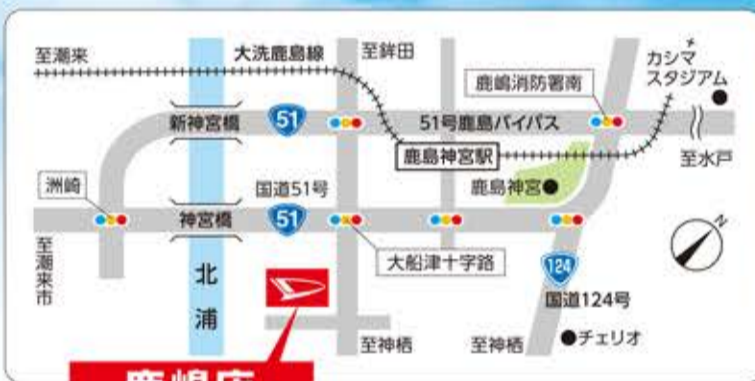 至潮来
大洗鹿島線
至鉾田
カシマ
スタジアム
鹿嶋消防署南
新神宮橋
51
51号鹿島バイパス
鹿島神宮駅
至水戸
洲崎
国道51号
鹿島神宮
神宮橋
51
N
至潮来市
北浦
大船津十字路
124
国道124号
至神栖
至神栖
チェリオ
鹿嶋店